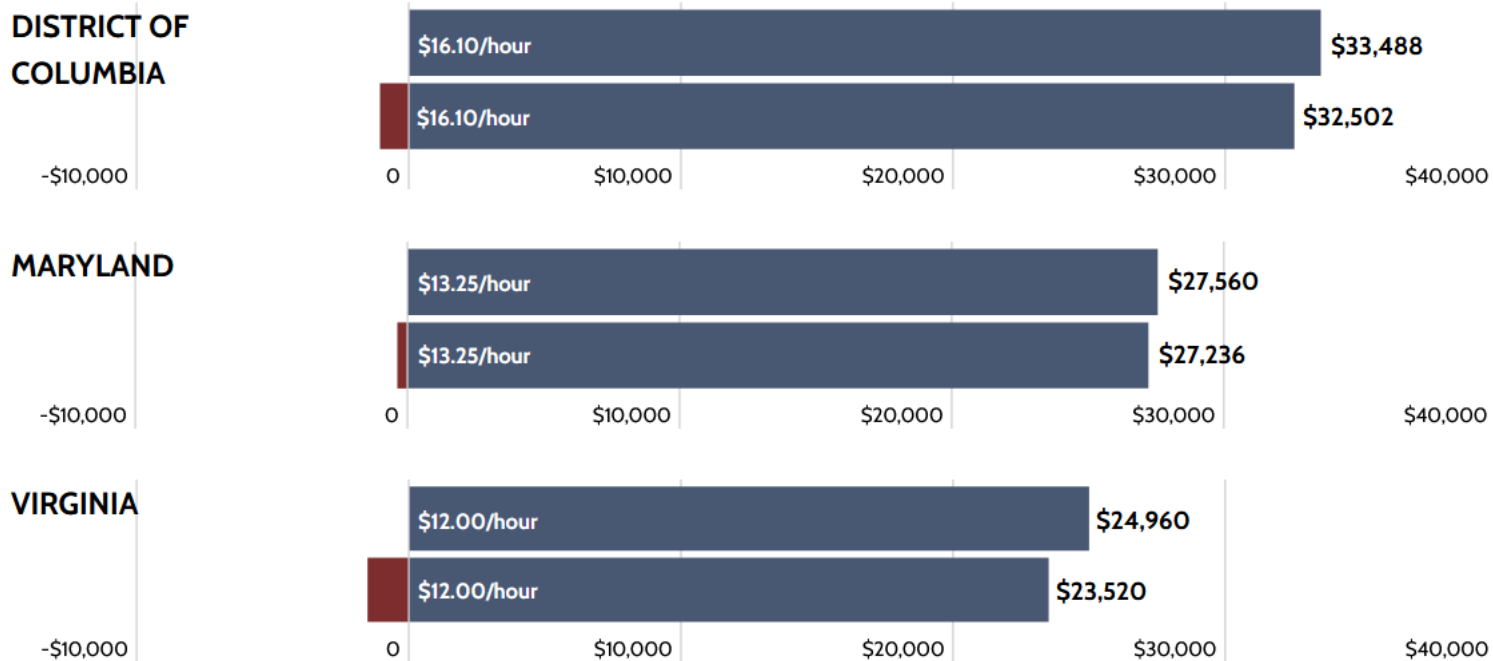 DISTRICT OF
COLUMBIA
$16.10/hour
$33,488
$16.10/hour
$32,502
-$10,000 0 $10,000 $20,000 $30,000 $40,000
MARYLAND
$13.25/hour
$27,560
$13.25/hour
$27,236
-$10,000 0 $10,000 $20,000 $30,000 $40,000
VIRGINIA
$12.00/hour
$24,960
$12.00/hour
$23,520
-$10,000 0 $10,000 $20,000 $30,000 $40,000